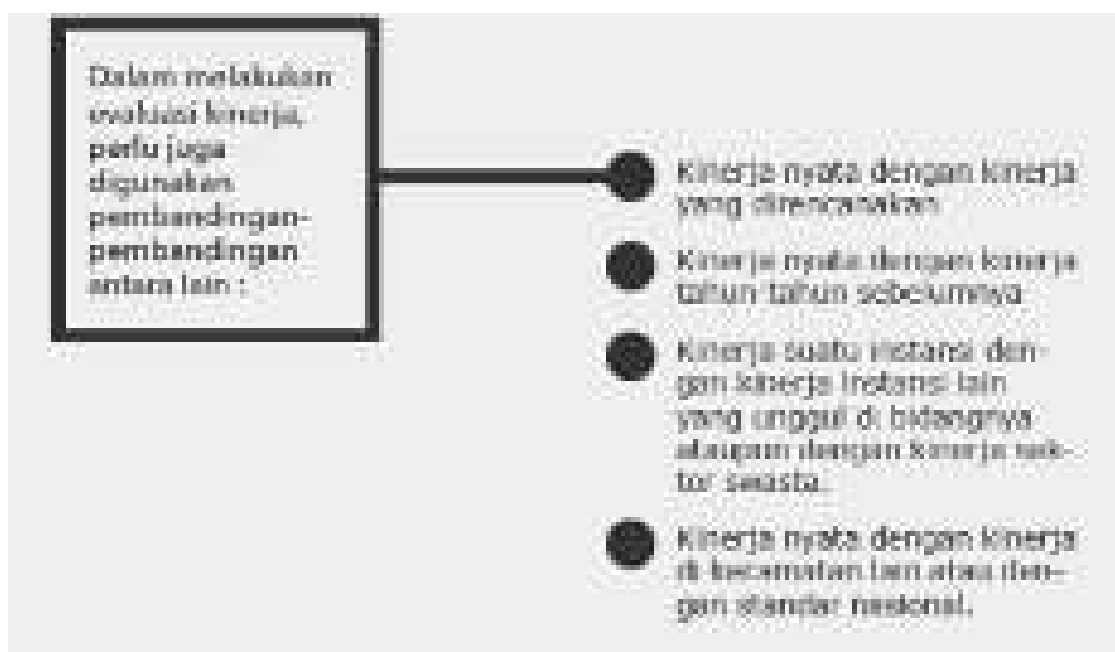 Dalam melakukan
evaluasi kinerja,
perlu juga
digunakan
pembandingan-
pembandingan
antara lain :
Kinerja nyata dengan kinerja
yang direncanakan
Kinerja nyata dengan kinerja
tahun-tahun sebelumnya
Kinerja suatu instansi den-
gan kinerja instansi lain
yang unggul di bidangnya
ataupun dengan kinerja sek-
tor swasta.
Kinerja nyata dengan kinerja
di kecamatan lain atau den-
gan standar nasional.